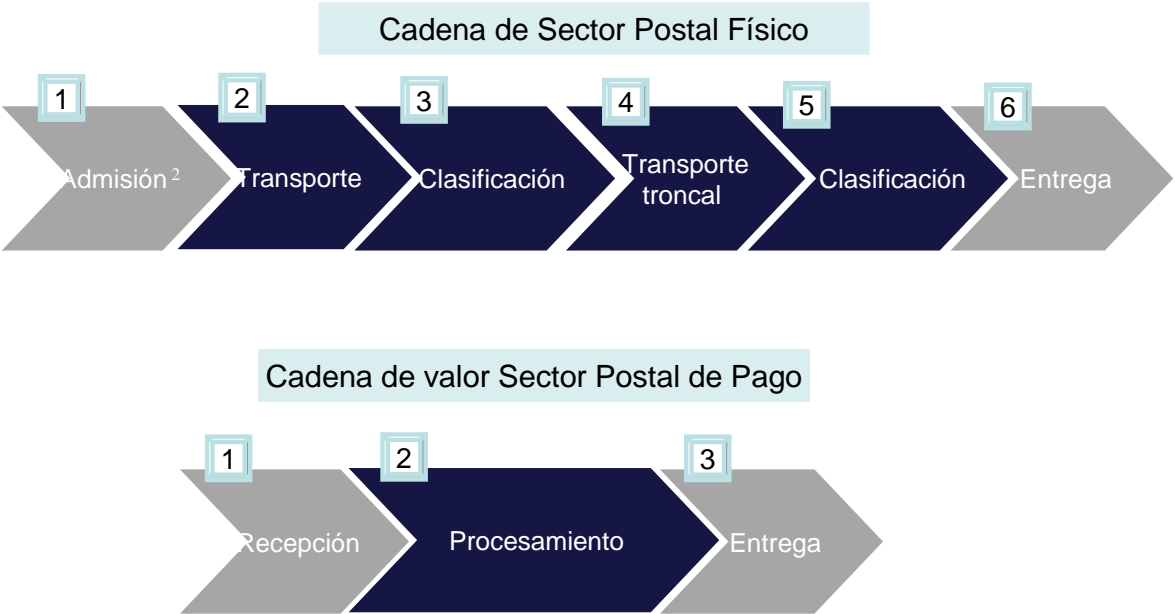 Cadena de Sector Postal Físico
1
2
3
4
5
6
Admisión 2
Transporte
Clasificación
Transporte
troncal
Clasificación
Entrega
Cadena de valor Sector Postal de Pago
1
2
3
Recepción
Procesamiento
Entrega